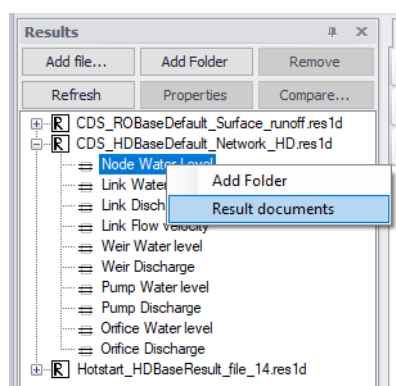 Results
Add file... Add Folder Remove
Refresh Properties Compare...
CDS_ROBaseDefault_Surface_runoff.res1d
CDS_HDBaseDefault_Network_HD.res1d
Node Water Level
Add Folder
Link Water
Result documents
Link Disch
Link Flow velocity
Weir Water level
Weir Discharge
Pump Water level
Pump Discharge
Orifice Water level
Orifice Discharge
Hotstart_HDBaseResult_file_14.res1d